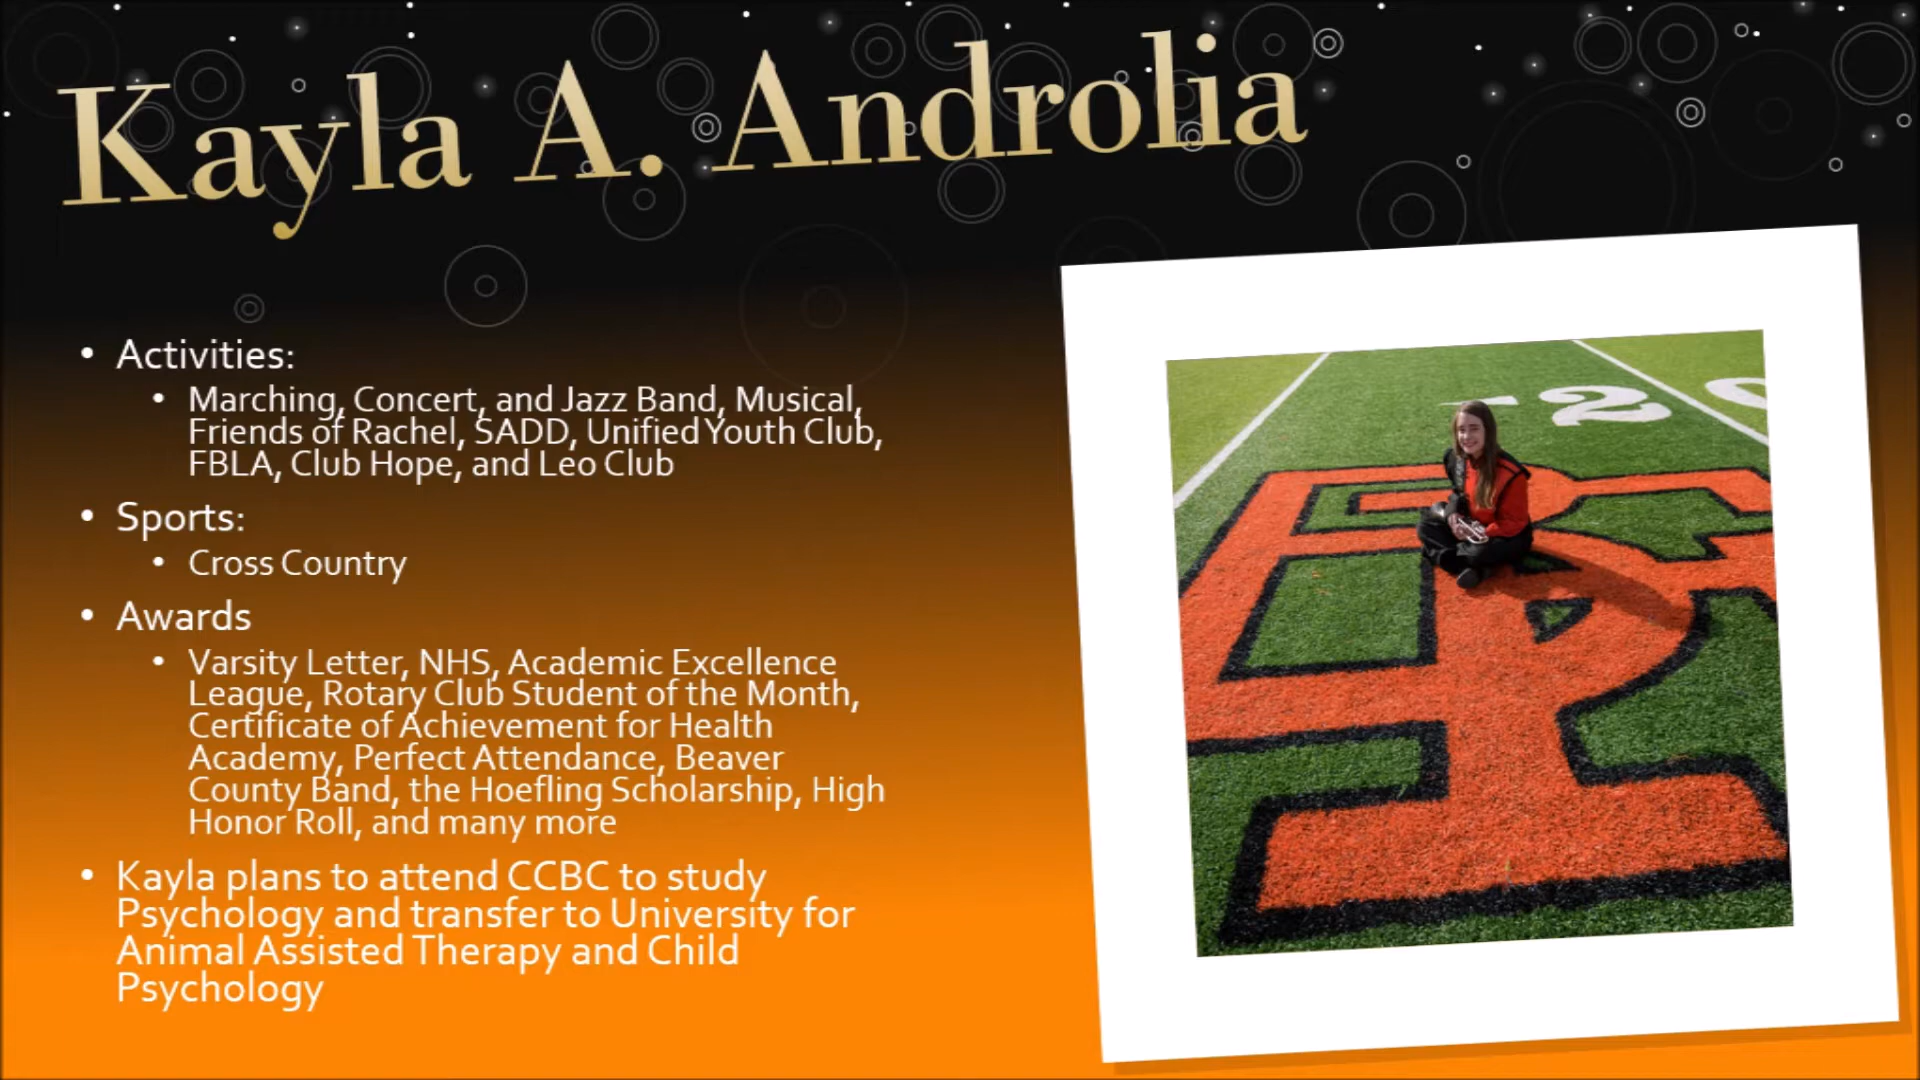 Kayla A. Androlia
• Activities:
• Marching, Concert, and Jazz Band, Musical,
Friends of Rachel, SADD, Unified Youth Club,
FBLA, Club Hope, and Leo Club
• Sports:
• Cross Country
• Awards
• Varsity Letter, NHS, Academic Excellence
League, Rotary Club Student of the Month,
Certificate of Achievement for Health
Academy, Perfect Attendance, Beaver
County Band, the Hoefling Scholarship, High
Honor Roll, and many more
• Kayla plans to attend CCBC to study
Psychology and transfer to University for
Animal Assisted Therapy and Child
Psychology
-20